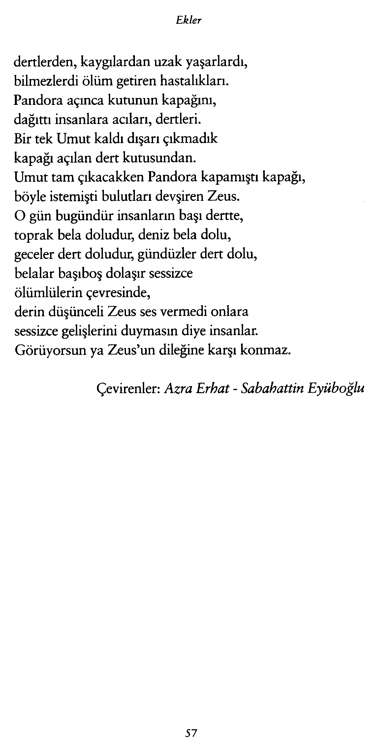 Ekler
dertlerden, kaygılardan uzak yaşarlardı,
bilmezlerdi ölüm getiren hastalıkları.
Pandora açınca kutunun kapağını,
dağıttı insanlara acıları, dertleri.
Bir tek Umut kaldı dışarı çıkmadık
kapağı açılan dert kutusundan.
Umut tam çıkacakken Pandora kapamıştı kapağı,
böyle istemişti bulutları devşiren Zeus.
O gün bugündür insanların başı dertte,
toprak bela doludur, deniz bela dolu,
geceler dert doludur, gündüzler dert dolu,
belalar başıboş dolaşır sessizce
ölümlülerin çevresinde,
derin düşünceli Zeus ses vermedi onlara
sessizce gelişlerini duymasın diye insanlar.
Görüyorsun ya Zeus'un dileğine karşı konmaz.
Çevirenler: Azra Erhat - Sabahattin Eyüboğlu
57